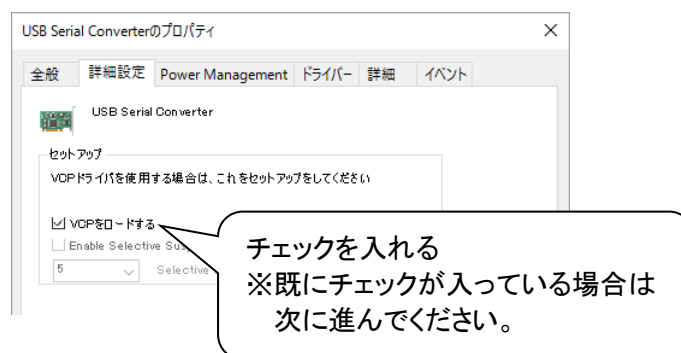 USB Serial Converterのプロパティ
全般 詳細設定 Power Management ドライバー 詳細 イベント
USB Serial Converter
セットアップ
VCPドライバを使用する場合は、これをセットアップをしてください
VCPをロードする
Enable Selective
5 Selective
チェックを入れる
※既にチェックが入っている場合は
次に進んでください。